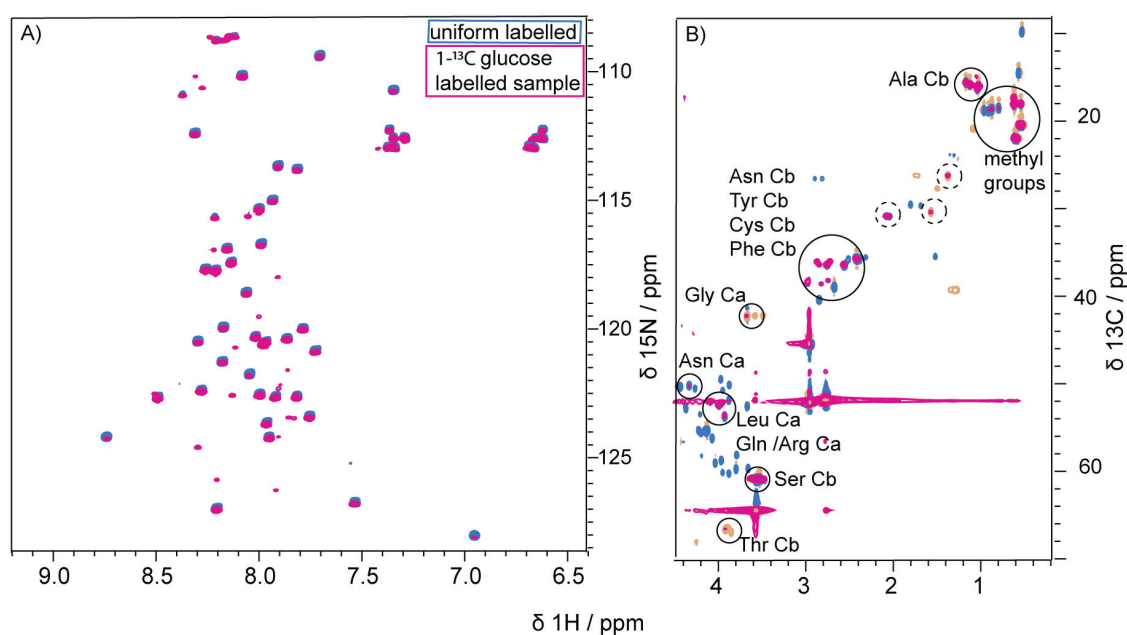 A)
uniform labelled
1-¹³C glucose
labelled sample
110
115
120
125
δ 15N / ppm
9.0 8.5 8.0 7.5 7.0 6.5
B)
Ala Cb
methyl
groups
Asn Cb
Tyr Cb
Cys Cb
Phe Cb
Gly Ca
Asn Ca
Leu Ca
Gln /Arg Ca
Ser Cb
Thr Cb
20
40
60
δ 13C / ppm
4 3 2 1
δ 1H / ppm